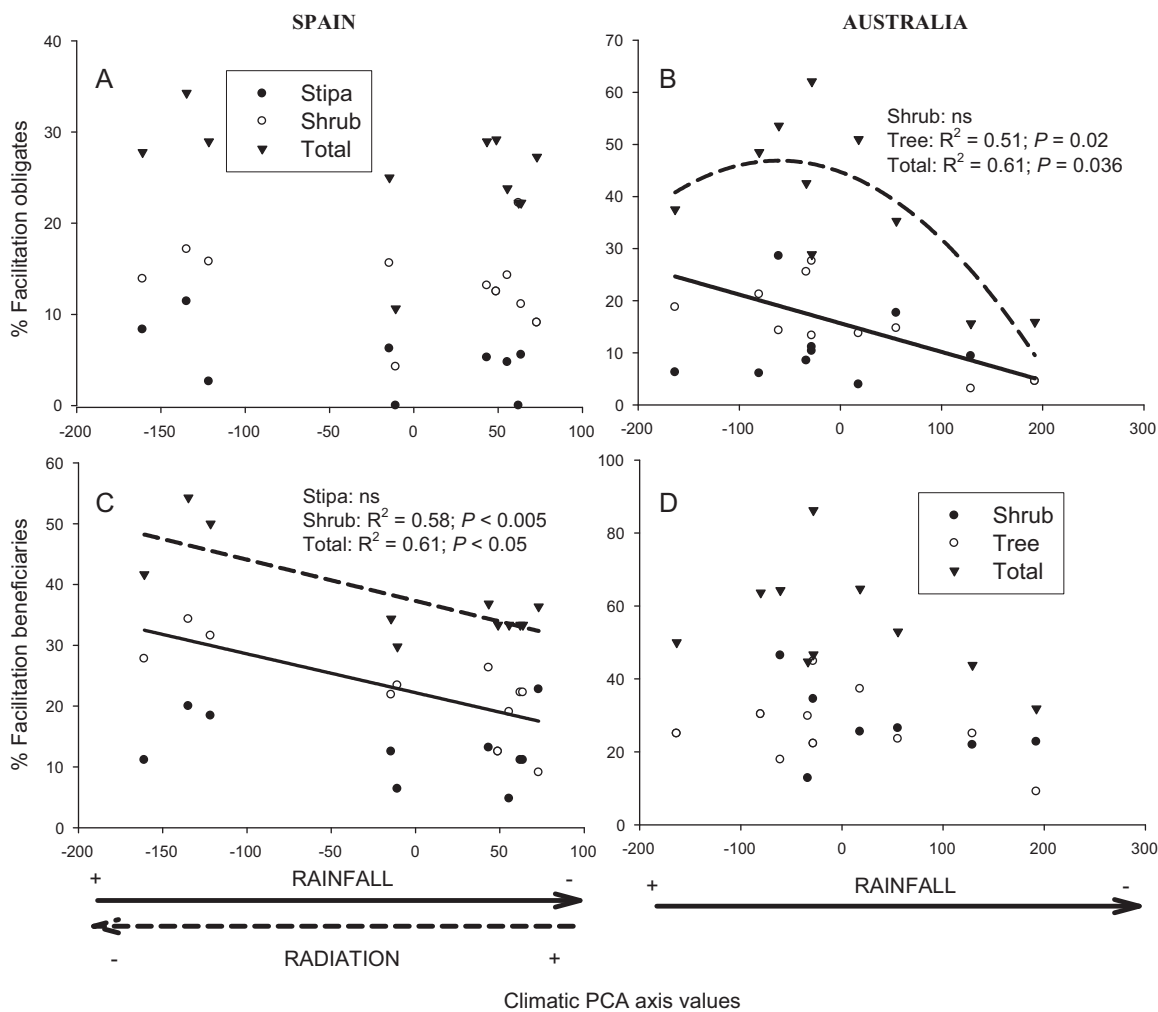 SPAIN
AUSTRALIA
% Facilitation obligates
40
30
20
10
0
A
Stipa
Shrub
Total
-200 -150 -100 -50 0 50 100
70
60
50
40
30
20
10
0
B
Shrub: ns
Tree: R² = 0.51; P = 0.02
Total: R² = 0.61; P = 0.036
-200 -100 0 100 200 300
% Facilitation beneficiaries
60
50
40
30
20
10
0
C
Stipa: ns
Shrub: R² = 0.58; P < 0.005
Total: R² = 0.61; P < 0.05
-200 -150 -100 -50 0 50 100
100
80
60
40
20
0
D
Shrub
Tree
Total
-200 -100 0 100 200 300
+ RAINFALL -
- RADIATION +
+ RAINFALL -
Climatic PCA axis values